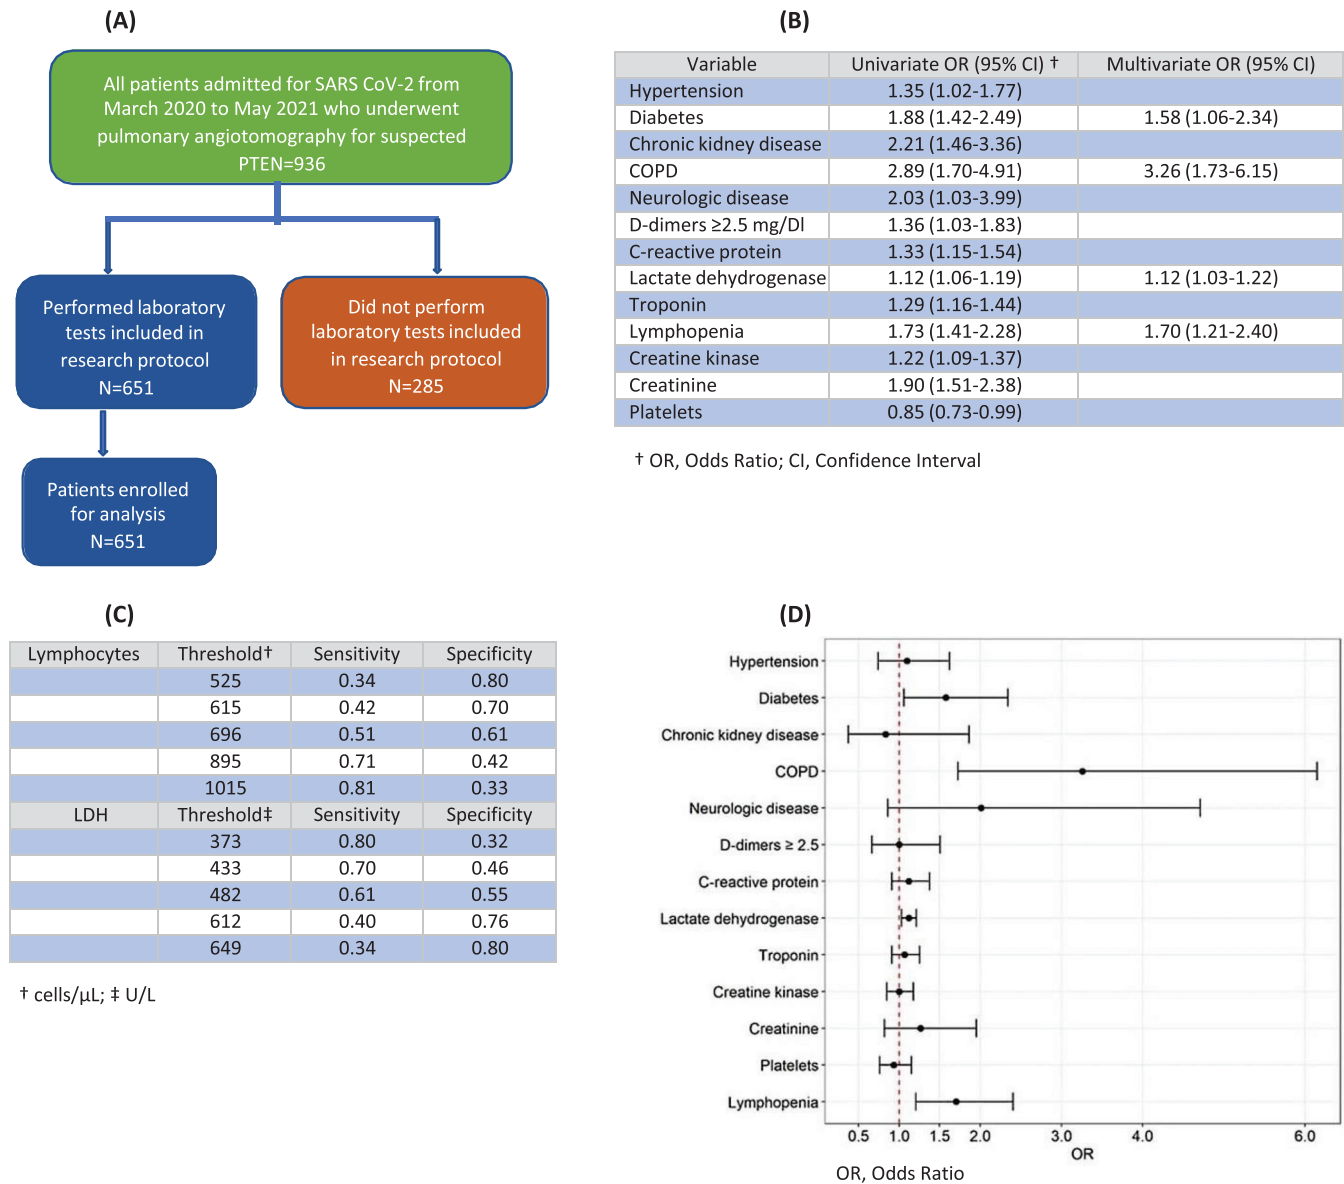 (A)
All patients admitted for SARS CoV-2 from
March 2020 to May 2021 who underwent
pulmonary angiotomography for suspected
PTEN=936
Performed laboratory
tests included in
research protocol
N=651
Did not perform
laboratory tests included
in research protocol
N=285
Patients enrolled
for analysis
N=651
(B)
Variable Univariate OR (95% CI) † Multivariate OR (95% CI)
Hypertension 1.35 (1.02-1.77)
Diabetes 1.88 (1.42-2.49) 1.58 (1.06-2.34)
Chronic kidney disease 2.21 (1.46-3.36)
COPD 2.89 (1.70-4.91) 3.26 (1.73-6.15)
Neurologic disease 2.03 (1.03-3.99)
D-dimers ≥2.5 mg/Dl 1.36 (1.03-1.83)
C-reactive protein 1.33 (1.15-1.54)
Lactate dehydrogenase 1.12 (1.06-1.19) 1.12 (1.03-1.22)
Troponin 1.29 (1.16-1.44)
Lymphopenia 1.73 (1.41-2.28) 1.70 (1.21-2.40)
Creatine kinase 1.22 (1.09-1.37)
Creatinine 1.90 (1.51-2.38)
Platelets 0.85 (0.73-0.99)
† OR, Odds Ratio; CI, Confidence Interval
(C)
Lymphocytes Threshold† Sensitivity Specificity
525 0.34 0.80
615 0.42 0.70
696 0.51 0.61
895 0.71 0.42
1015 0.81 0.33
LDH Threshold‡ Sensitivity Specificity
373 0.80 0.32
433 0.70 0.46
482 0.61 0.55
612 0.40 0.76
649 0.34 0.80
† cells/µL; ‡ U/L
(D)
Hypertension
Diabetes
Chronic kidney disease
COPD
Neurologic disease
D-dimers ≥ 2.5
C-reactive protein
Lactate dehydrogenase
Troponin
Creatine kinase
Creatinine
Platelets
Lymphopenia
0.5 1.0 1.5 2.0 3.0 4.0 6.0
OR
OR, Odds Ratio